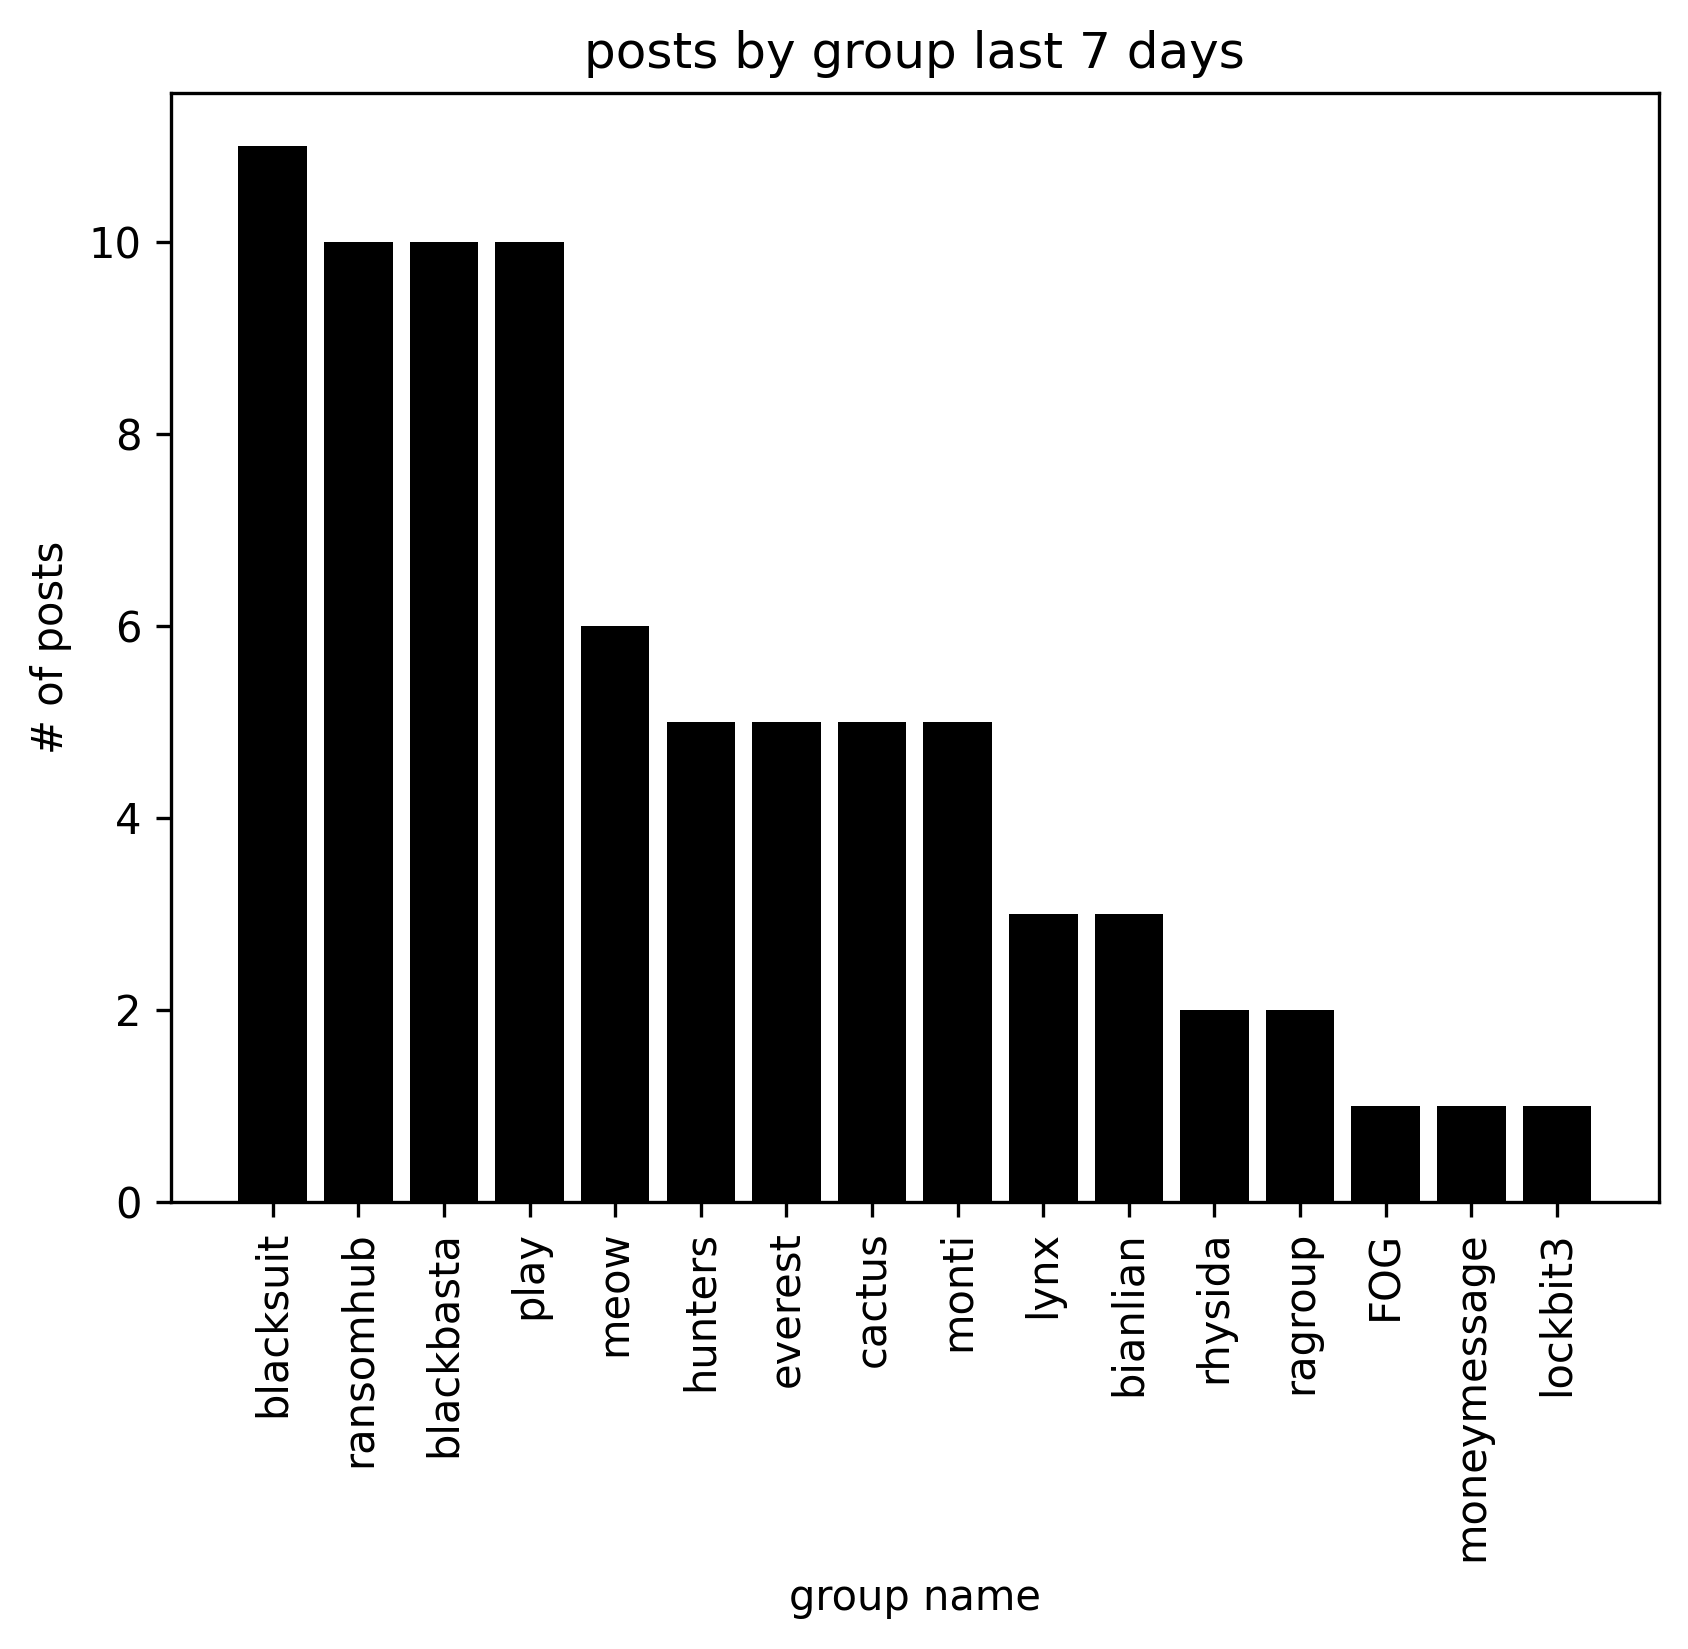 posts by group last 7 days
# of posts
10
8
6
4
2
0
blacksuit
ransomhub
blackbasta
play
meow
hunters
everest
cactus
monti
lynx
bianlian
rhysida
ragroup
FOG
moneymessage
lockbit3
group name